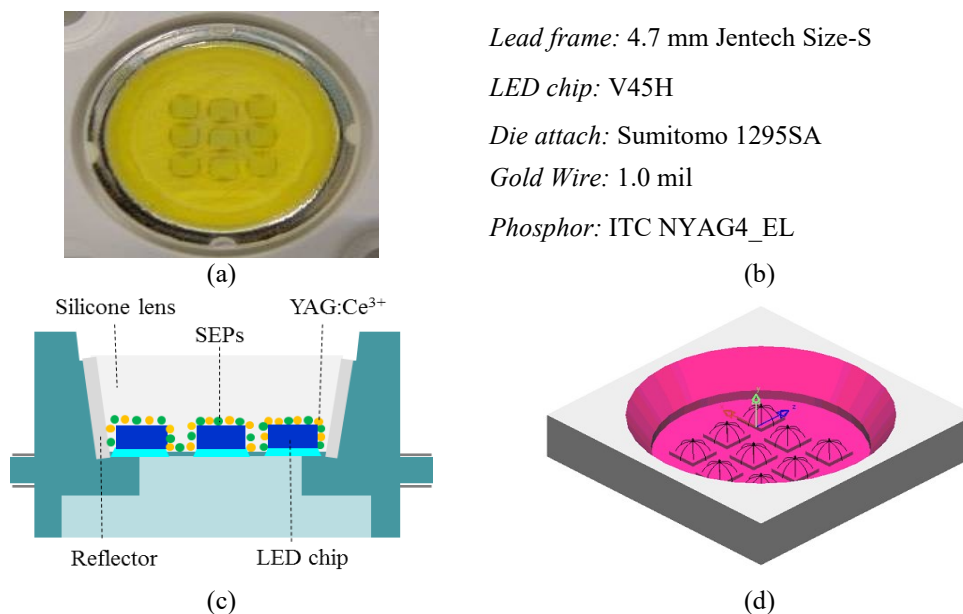 Lead frame: 4.7 mm Jentech Size-S
LED chip: V45H
Die attach: Sumitomo 1295SA
Gold Wire: 1.0 mil
Phosphor: ITC NYAG4_EL
(a)
(b)
Silicone lens
YAG:Ce³⁺
SEPs
Reflector
LED chip
(c)
(d)